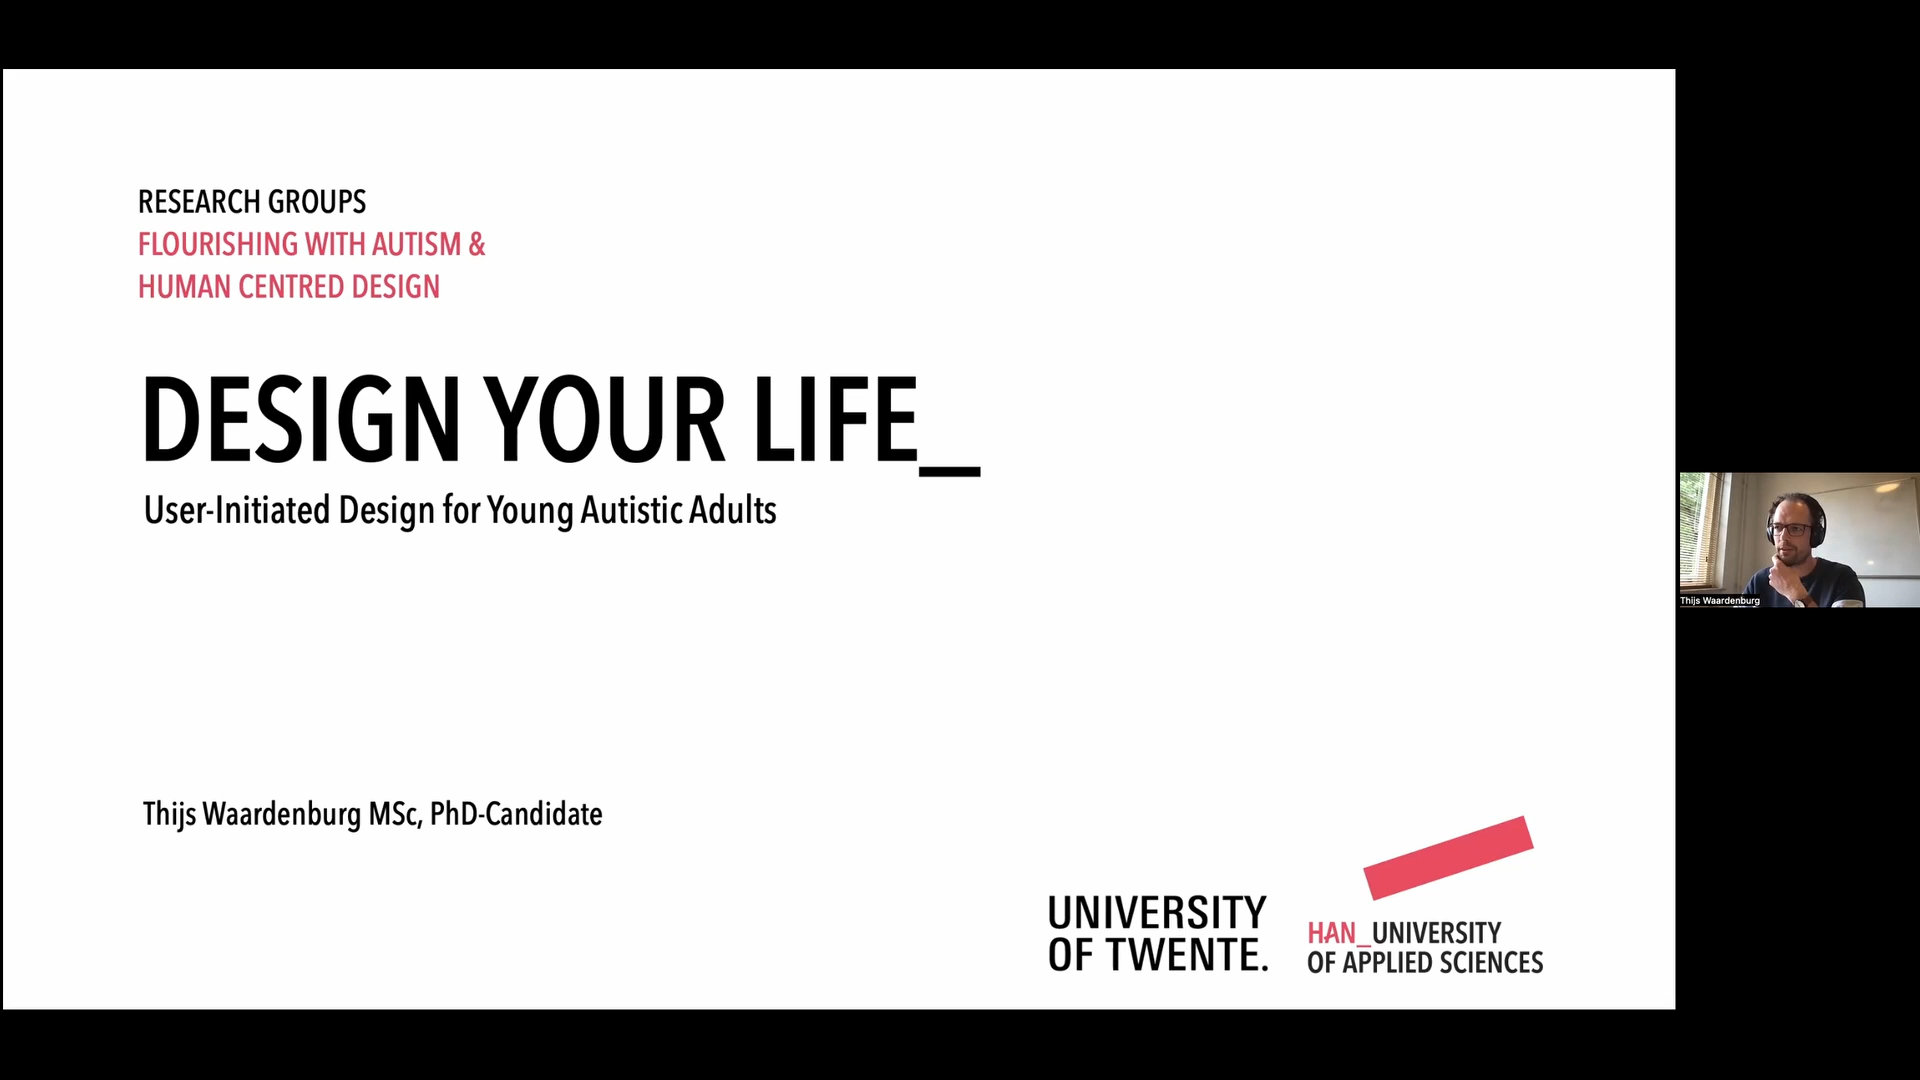 RESEARCH GROUPS
FLOURISHING WITH AUTISM &
HUMAN CENTRED DESIGN
DESIGN YOUR LIFE_
User-Initiated Design for Young Autistic Adults
Thijs Waardenburg MSc, PhD-Candidate
UNIVERSITY
OF TWENTE.
HAN_UNIVERSITY
OF APPLIED SCIENCES
Thijs Waardenburg